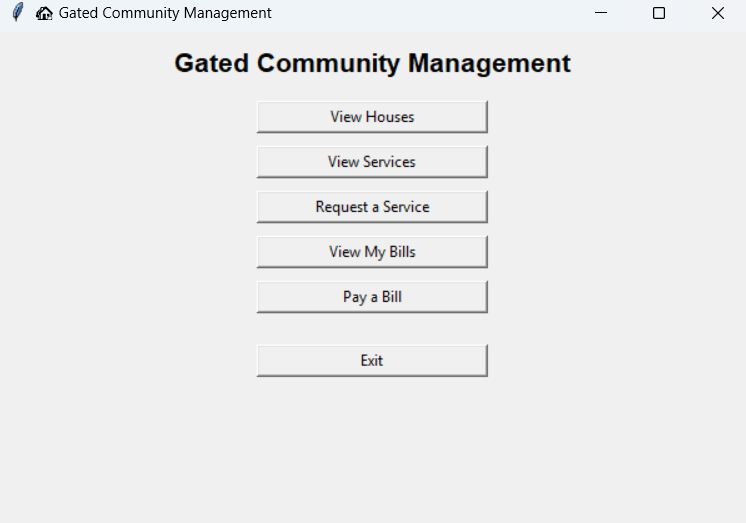 Gated Community Management
Gated Community Management
View Houses
View Services
Request a Service
View My Bills
Pay a Bill
Exit